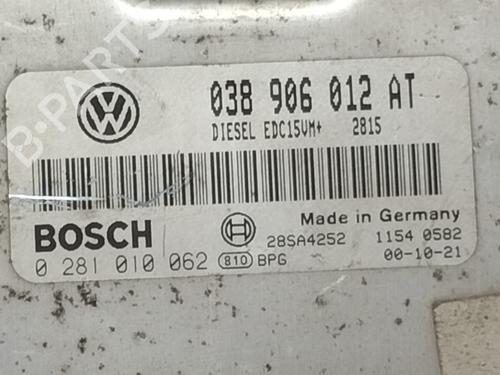 B-PARTS
038 906 012 AT
DIESEL EDC15VM+ 2815
BOSCH
Made in Germany
28SA4252 1154 0582
0 281 010 062 810 BPG 00-10-21